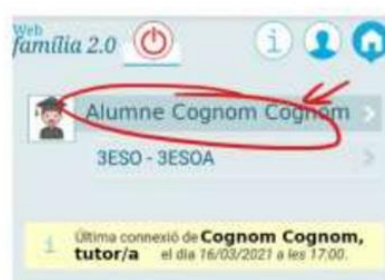 Web
família 2.0
Alumne Cognom Cognom
3ESO - 3ESOA
i Última connexió de Cognom Cognom,
tutor/a el dia 16/03/2021 a les 17:00.